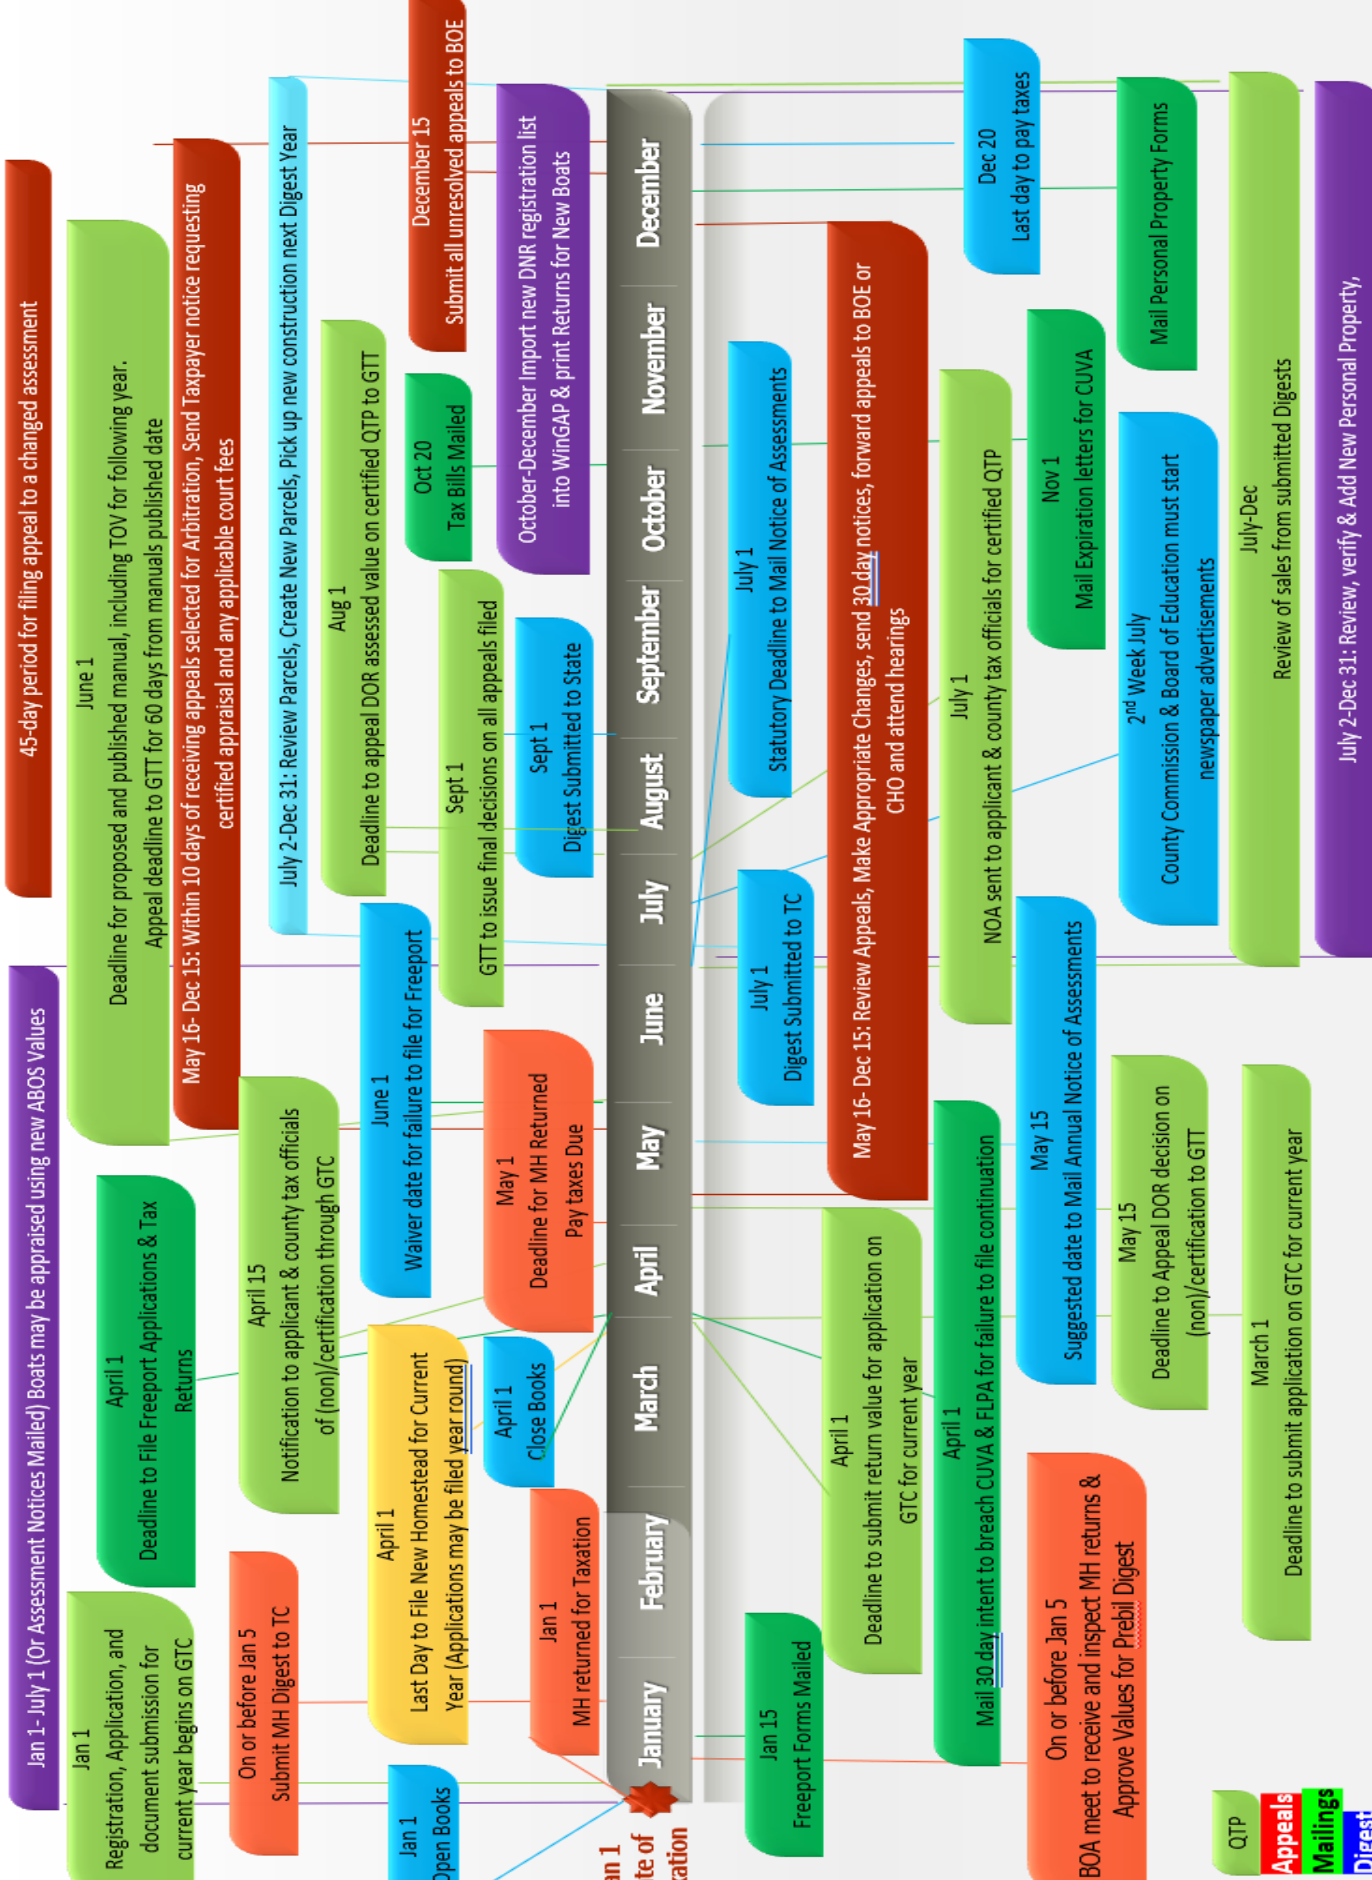 Jan 1- July 1 (Or Assessment Notices Mailed) Boats may be appraised using new ABOS Values
45-day period for filing appeal to a changed assessment
Jan 1
Registration, Application, and
document submission for
current year begins on GTC
April 1
Deadline to File Freeport Applications & Tax
Returns
June 1
Deadline for proposed and published manual, including TOV for following year.
Appeal deadline to GTT for 60 days from manuals published date
May 16- Dec 15: Within 10 days of receiving appeals selected for Arbitration, Send Taxpayer notice requesting
certified appraisal and any applicable court fees
On or before Jan 5
Submit MH Digest to TC
April 15
Notification to applicant & county tax officials
of (non)/certification through GTC
July 2-Dec 31: Review Parcels, Create New Parcels, Pick up new construction next Digest Year
Jan 1
Open Books
April 1
Last Day to File New Homestead for Current
Year (Applications may be filed year round)
June 1
Waiver date for failure to file for Freeport
Aug 1
Deadline to appeal DOR assessed value on certified QTP to GTT
December 15
Submit all unresolved appeals to BOE
Oct 20
Tax Bills Mailed
Sept 1
GTT to issue final decisions on all appeals filed
April 1
Close Books
May 1
Deadline for MH Returned
Pay taxes Due
Sept 1
Digest Submitted to State
October-December Import new DNR registration list
into WinGAP & print Returns for New Boats
Jan 1
MH returned for Taxation
January
February
March
April
May
June
July
August
September
October
November
December
an 1
te of
xation
Jan 15
Freeport Forms Mailed
July 1
Digest Submitted to TC
July 1
Statutory Deadline to Mail Notice of Assessments
April 1
Deadline to submit return value for application on
GTC for current year
May 16- Dec 15: Review Appeals, Make Appropriate Changes, send 30 day notices, forward appeals to BOE or
CHO and attend hearings
April 1
Mail 30 day intent to breach CUVA & FLPA for failure to file continuation
July 1
NOA sent to applicant & county tax officials for certified QTP
Dec 20
Last day to pay taxes
On or before Jan 5
BOA meet to receive and inspect MH returns &
Approve Values for Prebil Digest
May 15
Suggested date to Mail Annual Notice of Assessments
Nov 1
Mail Expiration letters for CUVA
May 15
Deadline to Appeal DOR decision on
(non)/certification to GTT
2nd Week July
County Commission & Board of Education must start
newspaper advertisements
Mail Personal Property Forms
March 1
Deadline to submit application on GTC for current year
July-Dec
Review of sales from submitted Digests
July 2-Dec 31: Review, verify & Add New Personal Property,
QTP
Appeals
Mailings
Digest